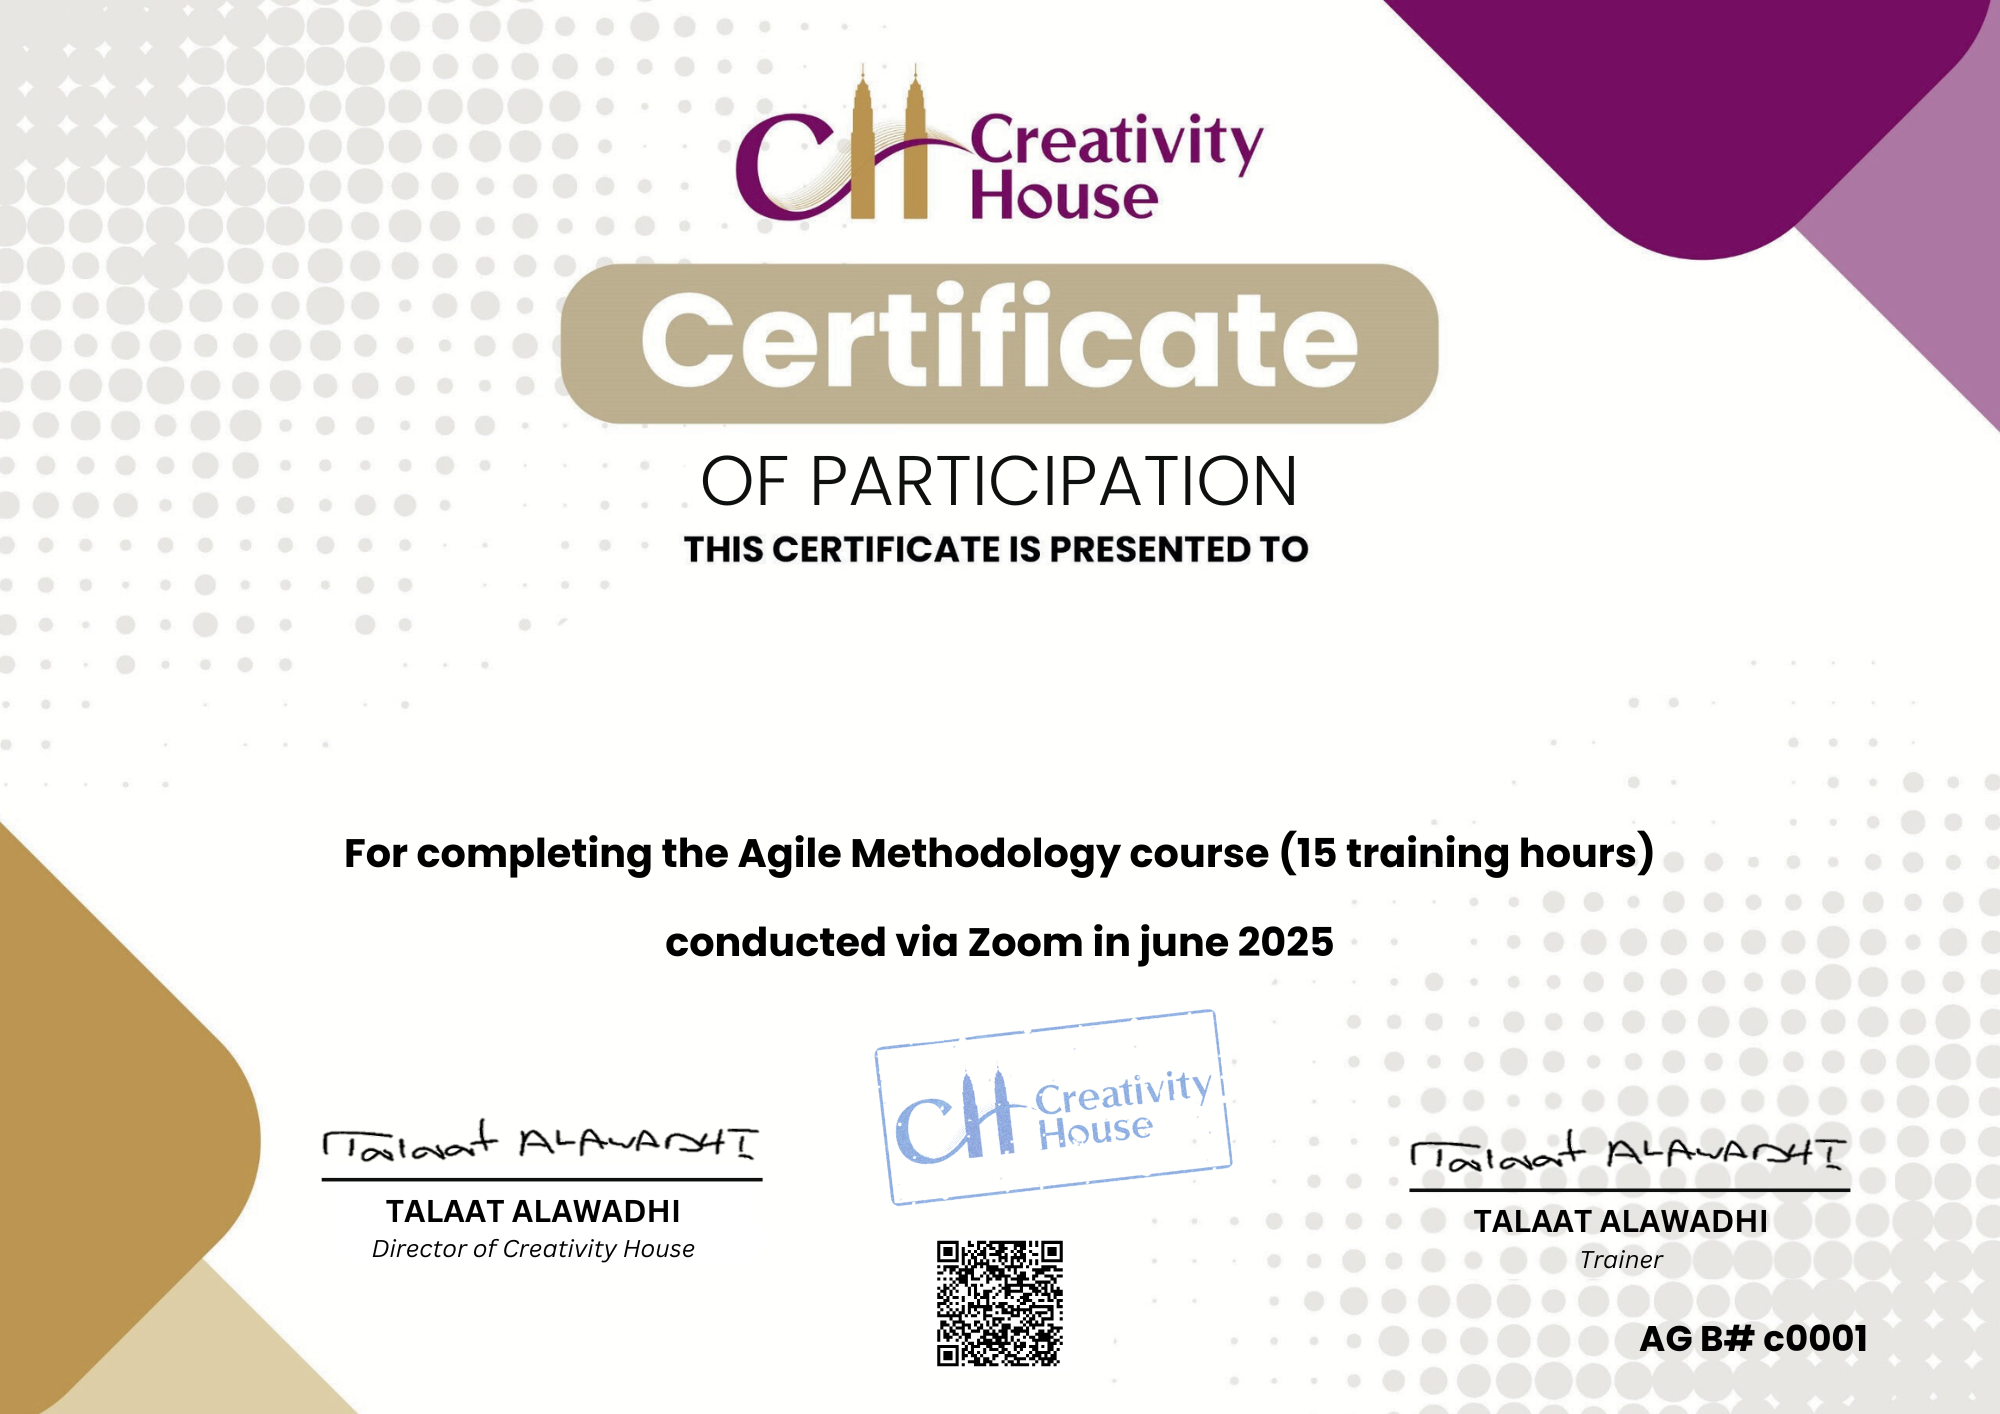 CH Creativity
House
Certificate
OF PARTICIPATION
THIS CERTIFICATE IS PRESENTED TO
For completing the Agile Methodology course (15 training hours)
conducted via Zoom in june 2025
CH Creativity
House
Talaat ALAWADHI
TALAAT ALAWADHI
Director of Creativity House
Talaat ALAWADHI
TALAAT ALAWADHI
Trainer
AG B# c0001